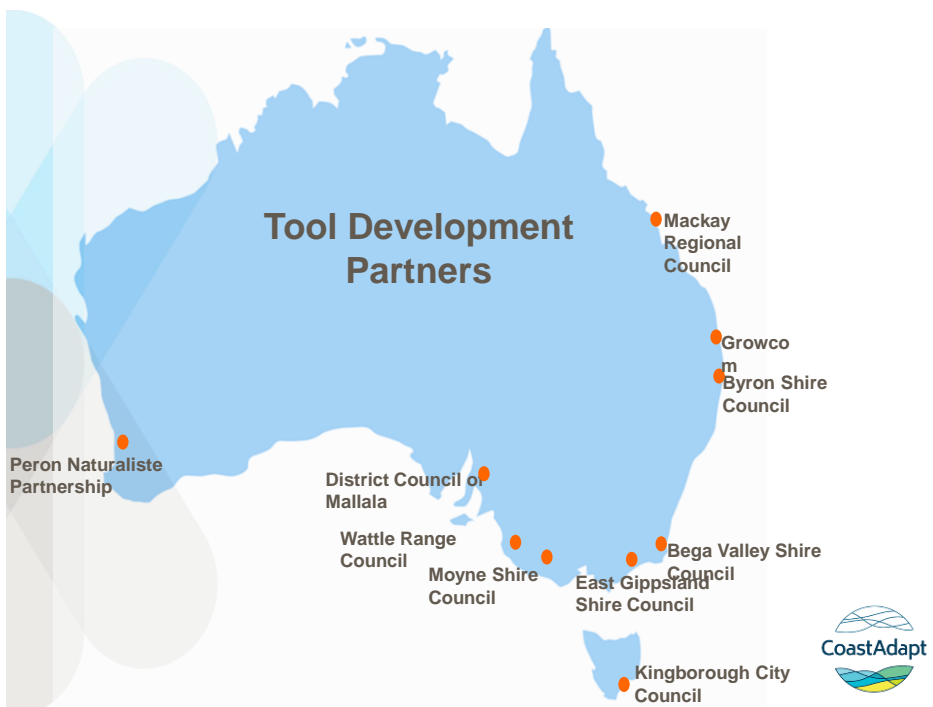 Tool Development
Partners
Mackay
Regional
Council
Growco
m
Byron Shire
Council
Peron Naturaliste
Partnership
District Council of
Mallala
Wattle Range
Council
Moyne Shire
Council
Bega Valley Shire
Council
East Gippsland
Shire Council
Kingborough City
Council
CoastAdapt